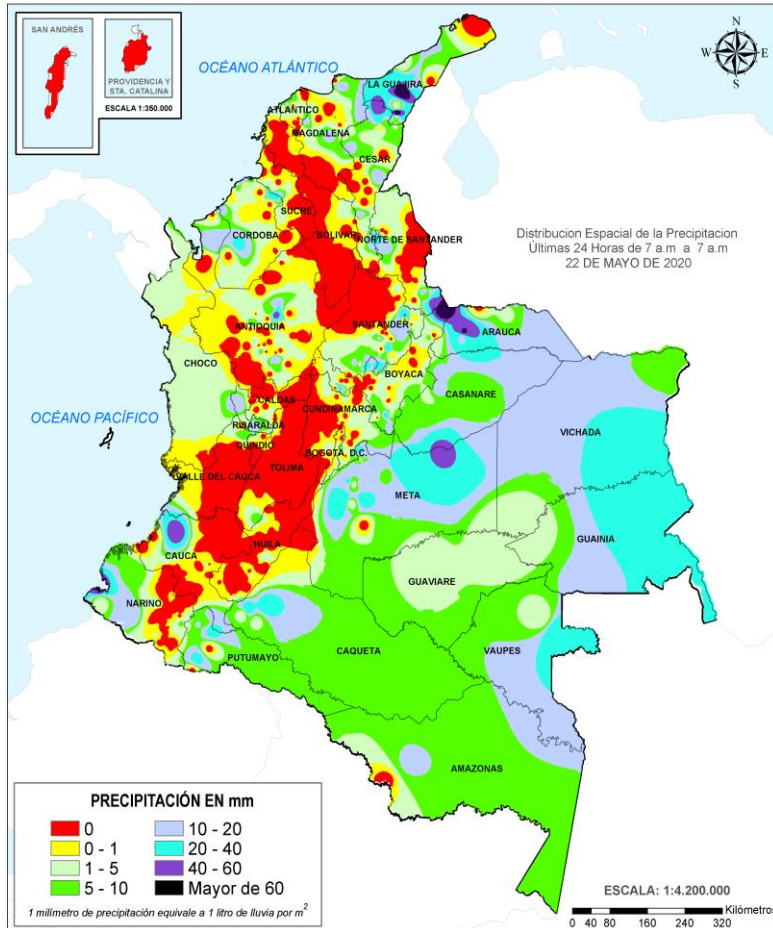 SAN ANDRÉS
PROVIDENCIA Y
STA. CATALINA
ESCALA 1:350.000
OCÉANO ATLÁNTICO
N
W
E
S
LA GUAJIRA
ATLANTICO
MAGDALENA
CESAR
SUCRE
CORDOBA
BOLIVAR
NORTE DE SANTANDER
Distribucion Espacial de la Precipitacion
Últimas 24 Horas de 7 a.m a 7 a.m
22 DE MAYO DE 2020
ANTIOQUIA
SANTANDER
ARAUCA
CHOCO
BOYACA
CASANARE
OCÉANO PACÍFICO
CALDAS
CUNDINAMARCA
RISARALDA
VICHADA
QUINDIO
BOGOTA, D.C.
TOLIMA
VALLE DEL CAUCA
META
GUAINIA
HUILA
CAUCA
GUAVIARE
NARINO
CAQUETA
VAUPES
PUTUMAYO
AMAZONAS
PRECIPITACIÓN EN mm
0
0 - 1
1 - 5
5 - 10
10 - 20
20 - 40
40 - 60
Mayor de 60
1 milímetro de precipitación equivale a 1 litro de lluvia por m2
ESCALA: 1:4.200.000
Kilómetros
0 40 80 160 240 320